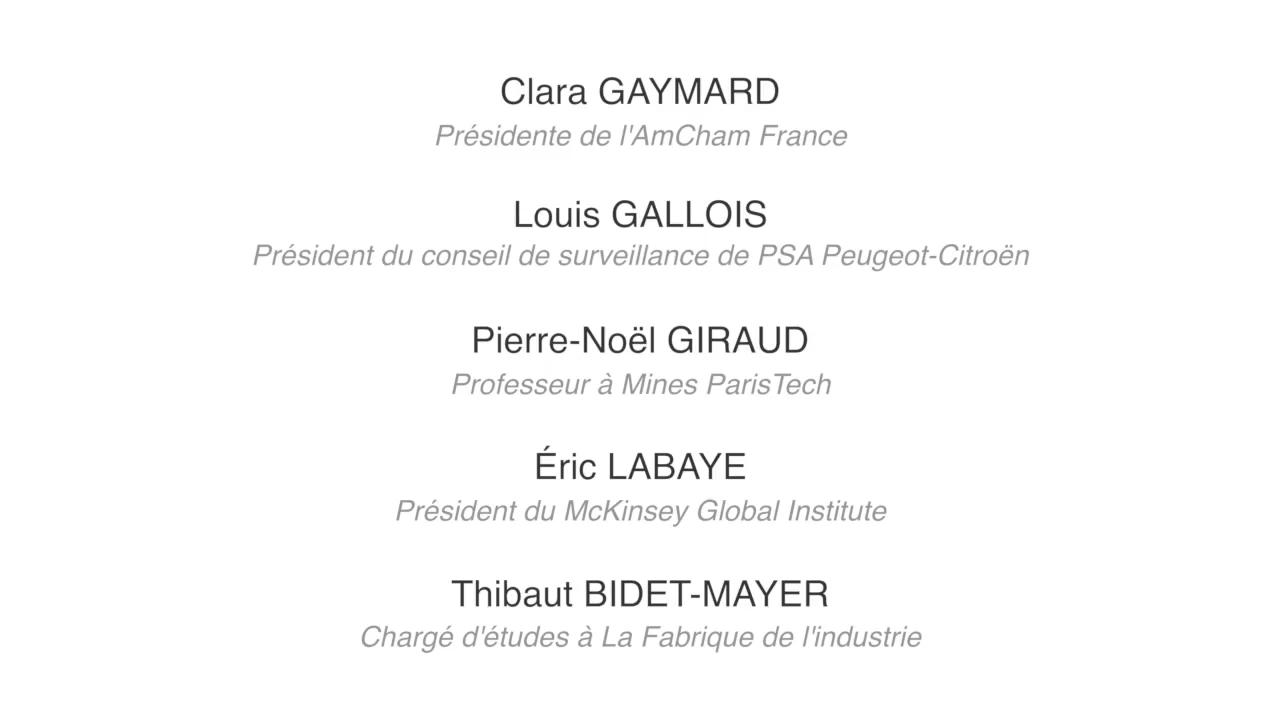 Clara GAYMARD
Présidente de l'AmCham France
Louis GALLOIS
Président du conseil de surveillance de PSA Peugeot-Citroën
Pierre-Noël GIRAUD
Professeur à Mines ParisTech
Éric LABAYE
Président du McKinsey Global Institute
Thibaut BIDET-MAYER
Chargé d'études à La Fabrique de l'industrie